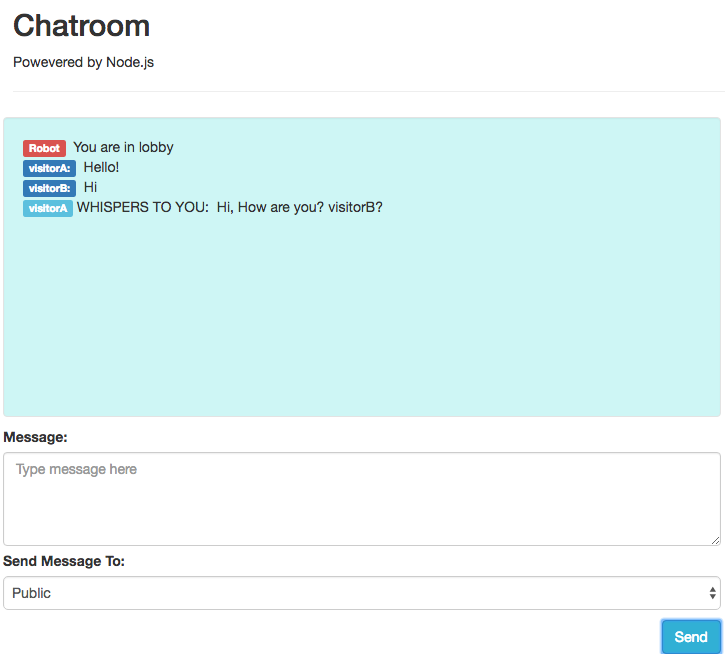 Chatroom
Powevered by Node.js
Robot You are in lobby
visitorA: Hello!
visitorB: Hi
visitorA WHISPERS TO YOU: Hi, How are you? visitorB?
Message:
Type message here
Send Message To:
Public
Send